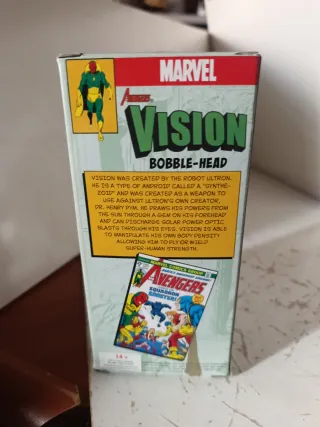 MARVEL
Avengers
VISION
BOBBLE-HEAD
VISION WAS CREATED BY THE ROBOT ULTRON.
HE IS A TYPE OF ANDROID CALLED A "SYNTHE-
ZOID" AND WAS CREATED AS A WEAPON TO
USE AGAINST ULTRON'S OWN CREATOR,
DR. HENRY PYM. HE DRAWS HIS POWERS FROM
THE SUN THROUGH A GEM ON HIS FOREHEAD
AND CAN DISCHARGE SOLAR POWER OPTIC
BLASTS THROUGH HIS EYES. VISION IS ABLE
TO MANIPULATE HIS OWN BODY DENSITY
ALLOWING HIM TO FLY OR WIELD
SUPER-HUMAN STRENGTH.
THE AVENGERS
SQUADRON
SINISTER!
14+